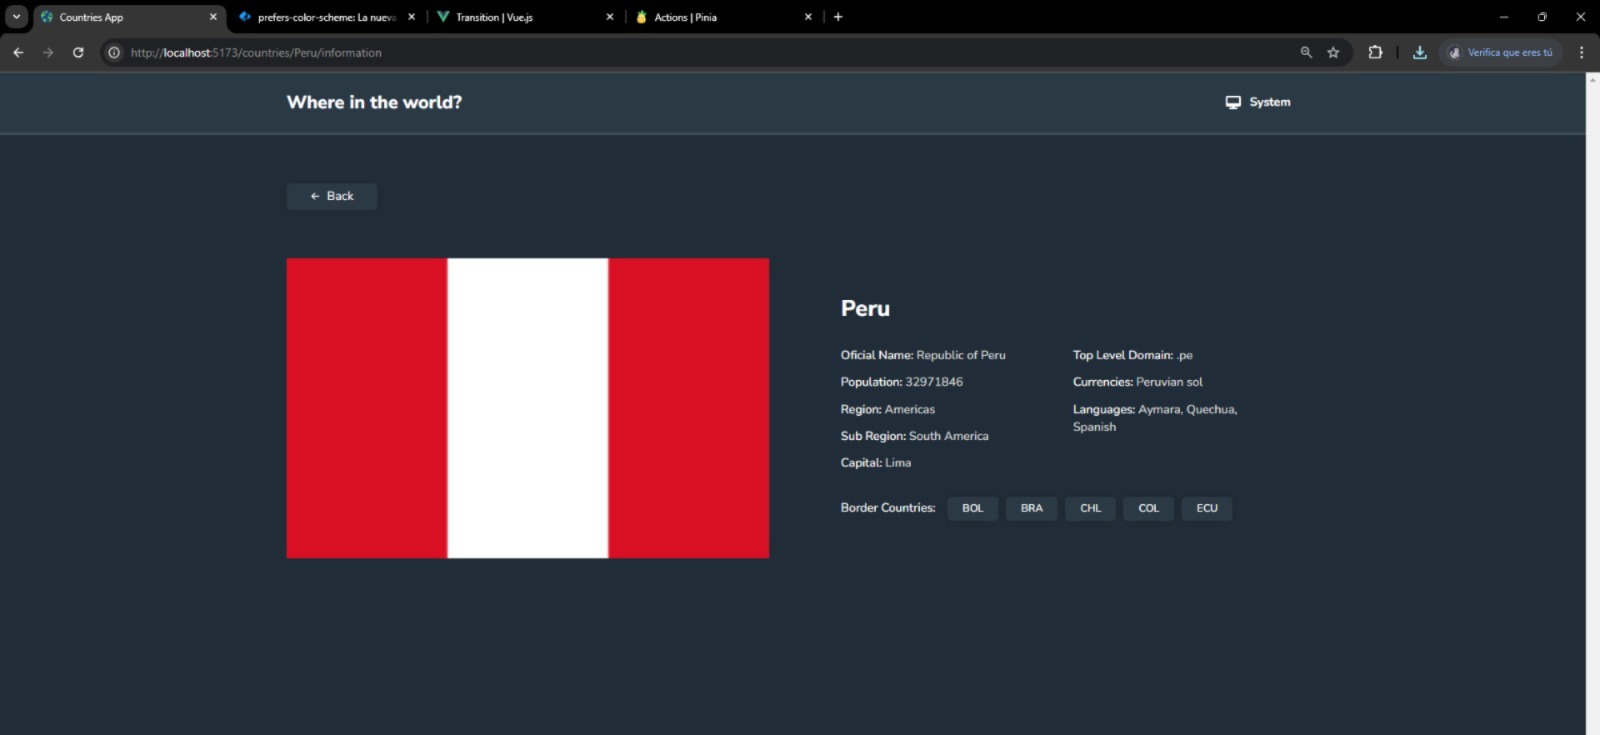 Countries App
prefers-color-scheme: La nueva
Transition | Vue.js
Actions | Pinia
http://localhost:5173/countries/Peru/information
Verifica que eres tú
Where in the world?
System
← Back
Peru
Oficial Name: Republic of Peru
Population: 32971846
Region: Americas
Sub Region: South America
Capital: Lima
Top Level Domain: .pe
Currencies: Peruvian sol
Languages: Aymara, Quechua,
Spanish
Border Countries: BOL BRA CHL COL ECU